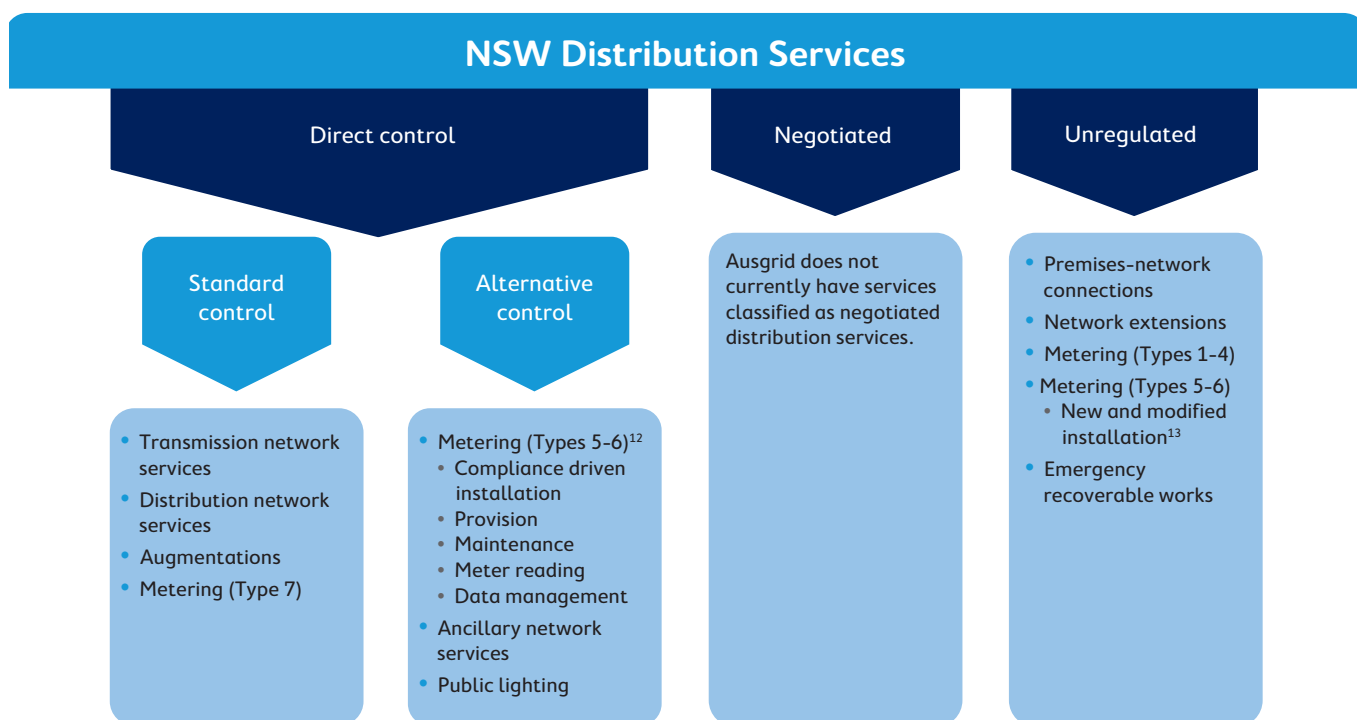 NSW Distribution Services
Direct control
Negotiated
Unregulated
Standard
control
Alternative
control
• Transmission network
services
• Distribution network
services
• Augmentations
• Metering (Type 7)
• Metering (Types 5-6)¹²
• Compliance driven
installation
• Provision
• Maintenance
• Meter reading
• Data management
• Ancillary network
services
• Public lighting
Ausgrid does not
currently have services
classified as negotiated
distribution services.
• Premises-network
connections
• Network extensions
• Metering (Types 1-4)
• Metering (Types 5-6)
• New and modified
installation¹³
• Emergency
recoverable works